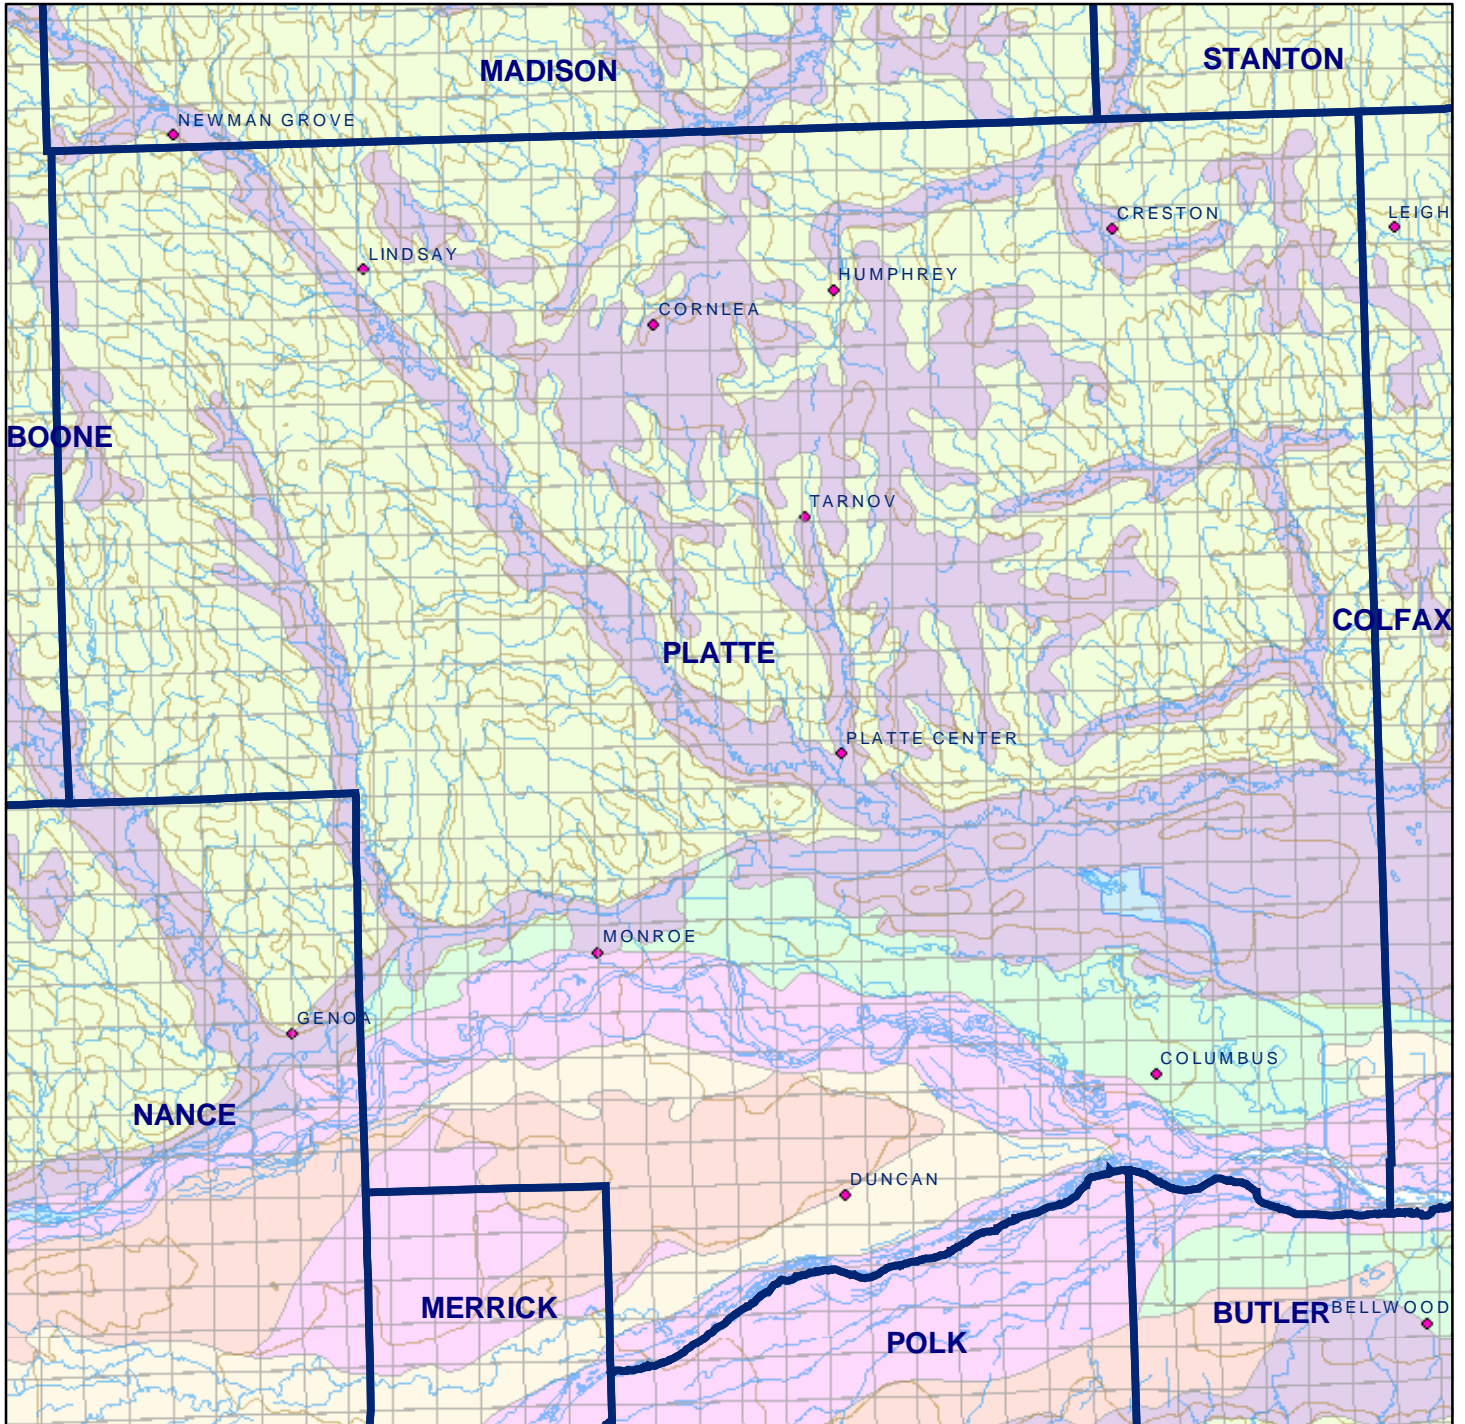 STANTON
MADISON
NEWMAN GROVE
CRESTON
LEIGH
LINDSAY
HUMPHREY
CORNLEA
BOONE
TARNOV
COLFAX
PLATTE
PLATTE CENTER
MONROE
GENOA
COLUMBUS
NANCE
DUNCAN
MERRICK
BUTLER
BELLWOOD
POLK